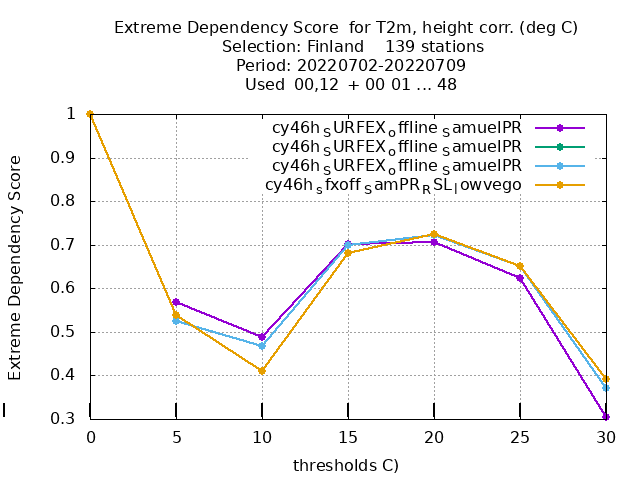 Extreme Dependency Score for T2m, height corr. (deg C)
Selection: Finland 139 stations
Period: 20220702-20220709
Used 00,12 + 00 01 ... 48
cy46h_SURFEX_offline_SamuelPR
cy46h_SURFEX_offline_SamuelPR
cy46h_SURFEX_offline_SamuelPR
cy46h_sfxoff_SamPR_RSL_lowvego
Extreme Dependency Score
1
0.9
0.8
0.7
0.6
0.5
0.4
0.3
0 5 10 15 20 25 30
thresholds C)